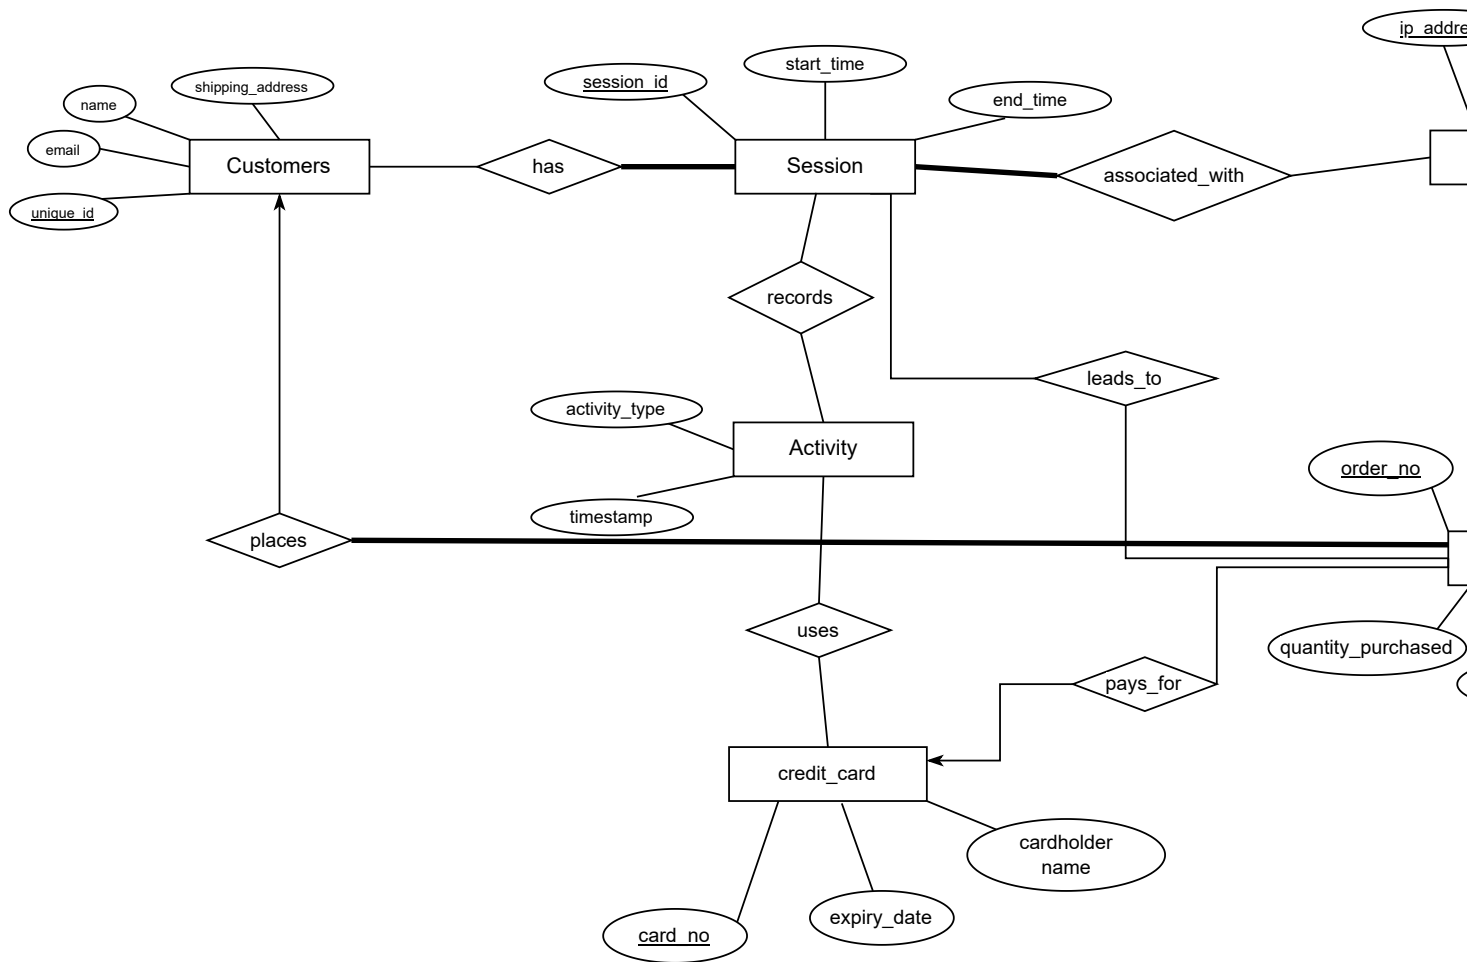 ip_addre
start_time
session_id
shipping_address
end_time
name
email
Customers
has
Session
associated_with
unique_id
records
leads_to
activity_type
Activity
order_no
timestamp
places
uses
quantity_purchased
pays_for
credit_card
cardholder
name
expiry_date
card_no